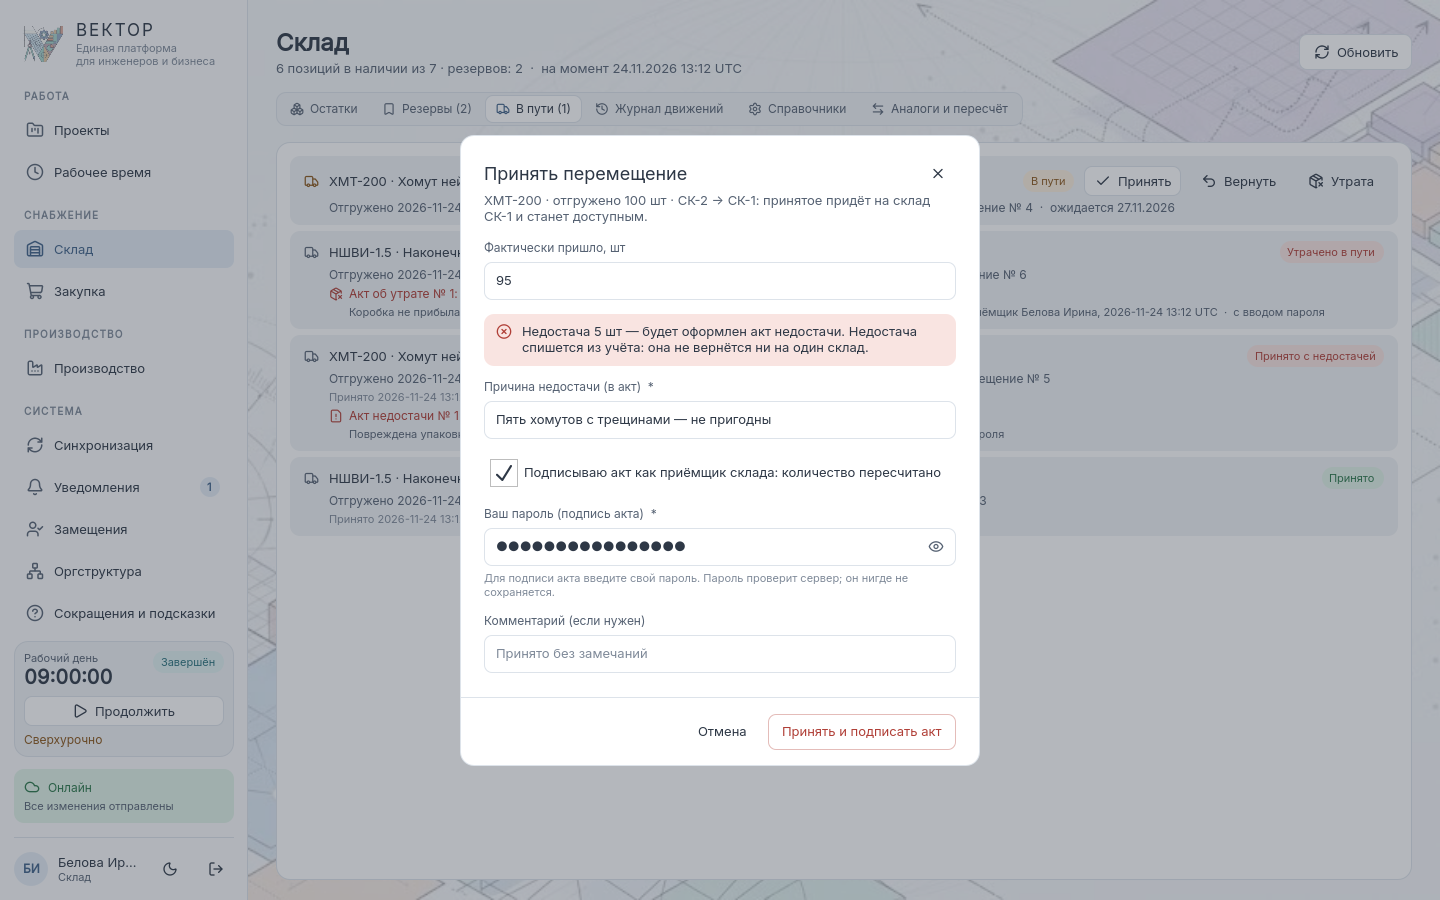 ВЕКТОР
Единая платформа
для инженеров и бизнеса
РАБОТА
Проекты
Рабочее время
СНАБЖЕНИЕ
Склад
Закупка
ПРОИЗВОДСТВО
Производство
СИСТЕМА
Синхронизация
Уведомления 1
Замещения
Оргструктура
Сокращения и подсказки
Рабочий день Завершён
09:00:00
Продолжить
Сверхурочно
Онлайн
Все изменения отправлены
БИ Белова Ир...
Склад
Склад
6 позиций в наличии из 7 · резервов: 2 · на момент 24.11.2026 13:12 UTC
Обновить
Остатки Резервы (2) В пути (1) Журнал движений Справочники Аналоги и пересчёт
ХМТ-200 · Хомут ней
В пути Принять Вернуть Утрата
Отгружено 2026-11-24
ение № 4 · ожидается 27.11.2026
НШВИ-1.5 · Наконечн
Утрачено в пути
Отгружено 2026-11-24
ние № 6
Акт об утрате № 1:
Коробка не прибыла
ёмщик Белова Ирина, 2026-11-24 13:12 UTC · с вводом пароля
ХМТ-200 · Хомут ней
Принято с недостачей
Отгружено 2026-11-24
ещение № 5
Принято 2026-11-24 13:1
Акт недостачи № 1
Повреждена упаковк
роля
НШВИ-1.5 · Наконечн
Принято
Отгружено 2026-11-24
3
Принято 2026-11-24 13:1
Принять перемещение
ХМТ-200 · отгружено 100 шт · СК-2 → СК-1: принятое придёт на склад
СК-1 и станет доступным.
Фактически пришло, шт
95
Недостача 5 шт — будет оформлен акт недостачи. Недостача
спишется из учёта: она не вернётся ни на один склад.
Причина недостачи (в акт) *
Пять хомутов с трещинами — не пригодны
Подписываю акт как приёмщик склада: количество пересчитано
Ваш пароль (подпись акта) *
●●●●●●●●●●●●●●●●
Для подписи акта введите свой пароль. Пароль проверит сервер; он нигде не
сохраняется.
Комментарий (если нужен)
Принято без замечаний
Отмена Принять и подписать акт